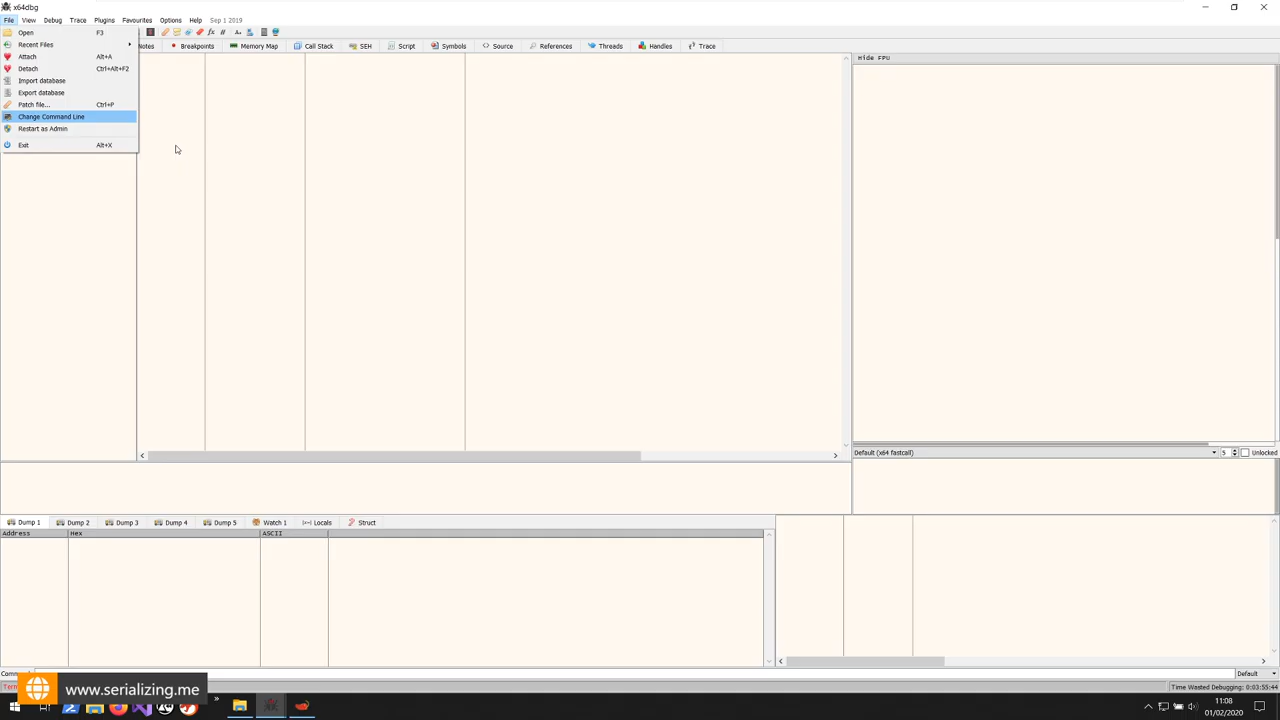 x64dbg
File View Debug Trace Plugins Favourites Options Help Sep 1 2019
Open F3
Recent Files
Attach Alt+A
Detach Ctrl+Alt+F2
Import database
Export database
Patch file... Ctrl+P
Change Command Line
Restart as Admin
Exit Alt+X
Notes Breakpoints Memory Map Call Stack SEH Script Symbols Source References Threads Handles Trace
Hide FPU
Default (x64 fastcall) 5 Unlocked
Dump 1 Dump 2 Dump 3 Dump 4 Dump 5 Watch 1 Locals Struct
Address Hex ASCII
Default
www.serializing.me
Time Wasted Debugging: 0:03:55:44
11:08
01/02/2020